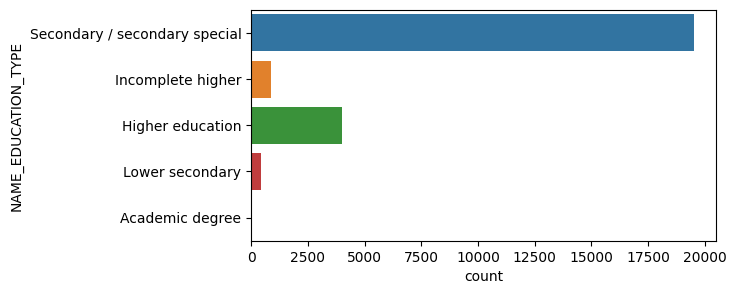 NAME_EDUCATION_TYPE
Secondary / secondary special
Incomplete higher
Higher education
Lower secondary
Academic degree
0 2500 5000 7500 10000 12500 15000 17500 20000
count